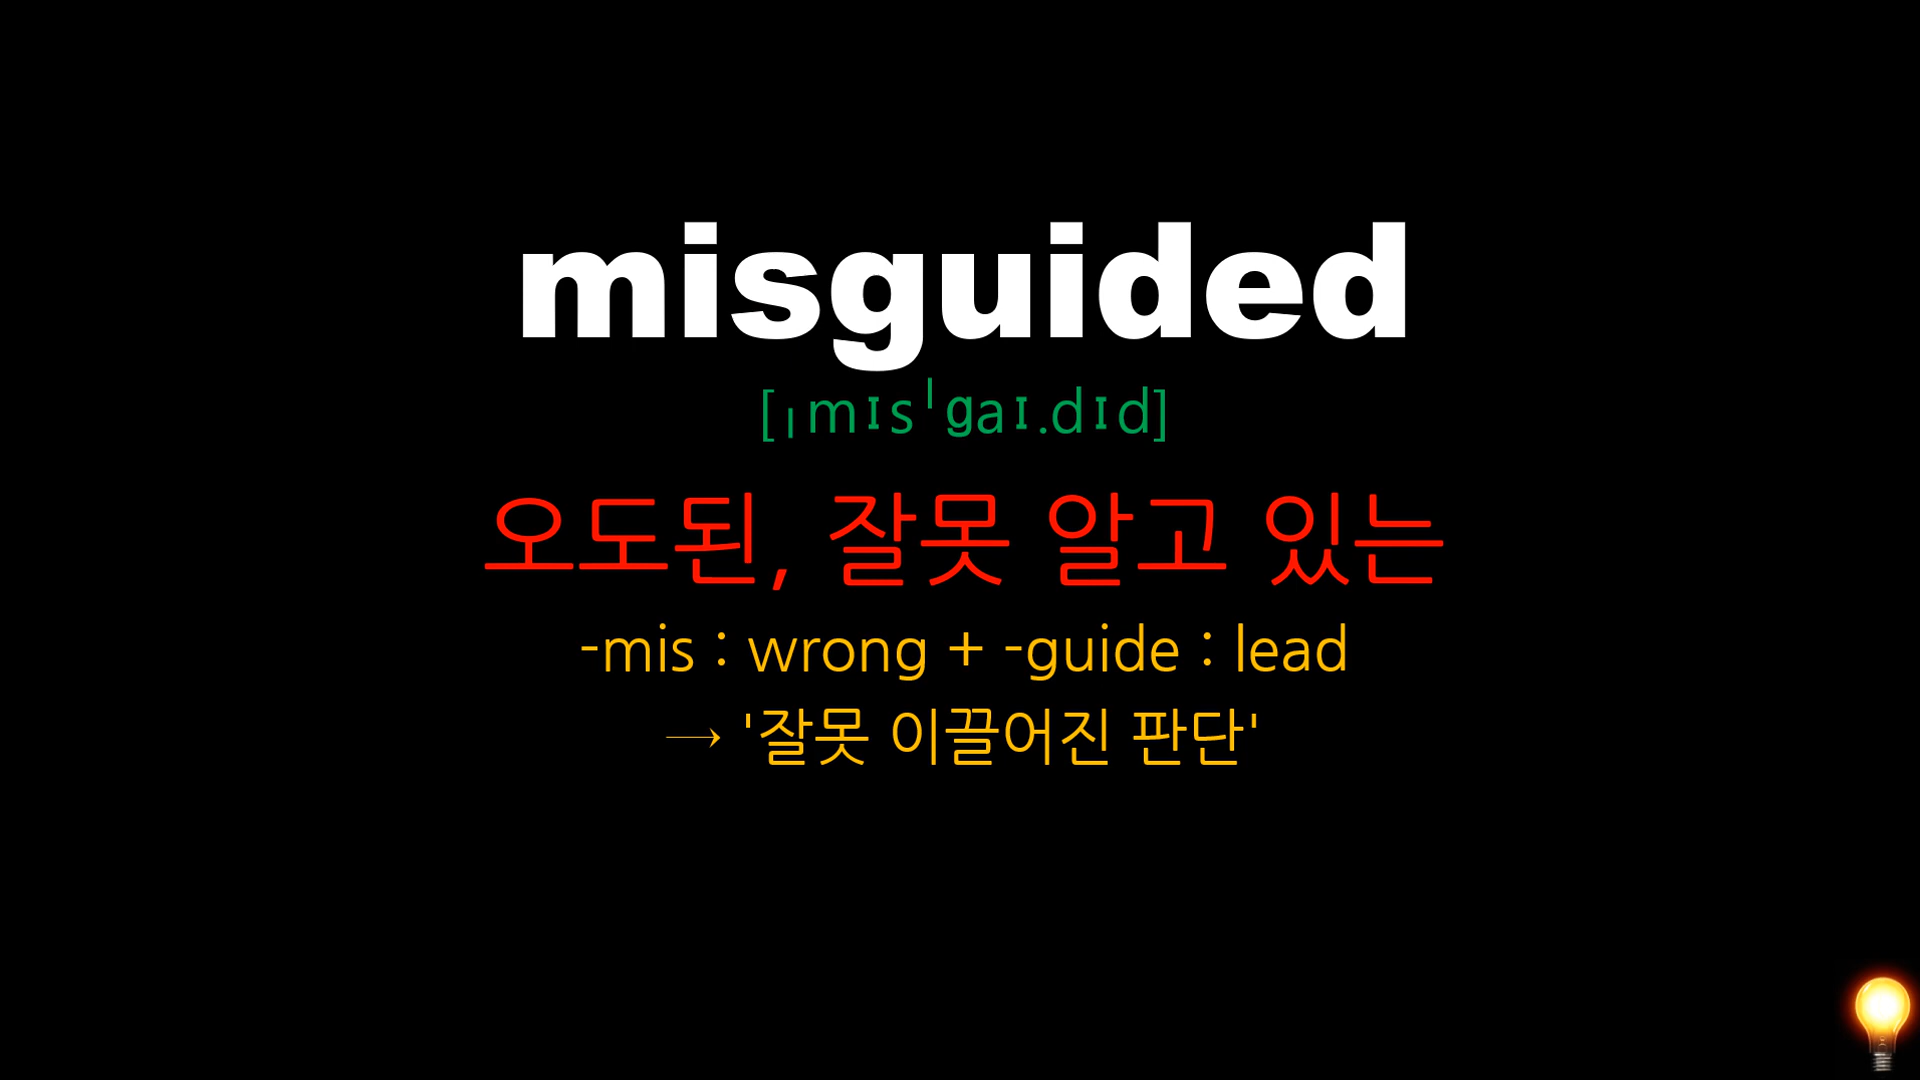 misguided
[ˌmɪsˈgaɪ.dɪd]
오도된, 잘못 알고 있는
-mis : wrong + -guide : lead
→ '잘못 이끌어진 판단'